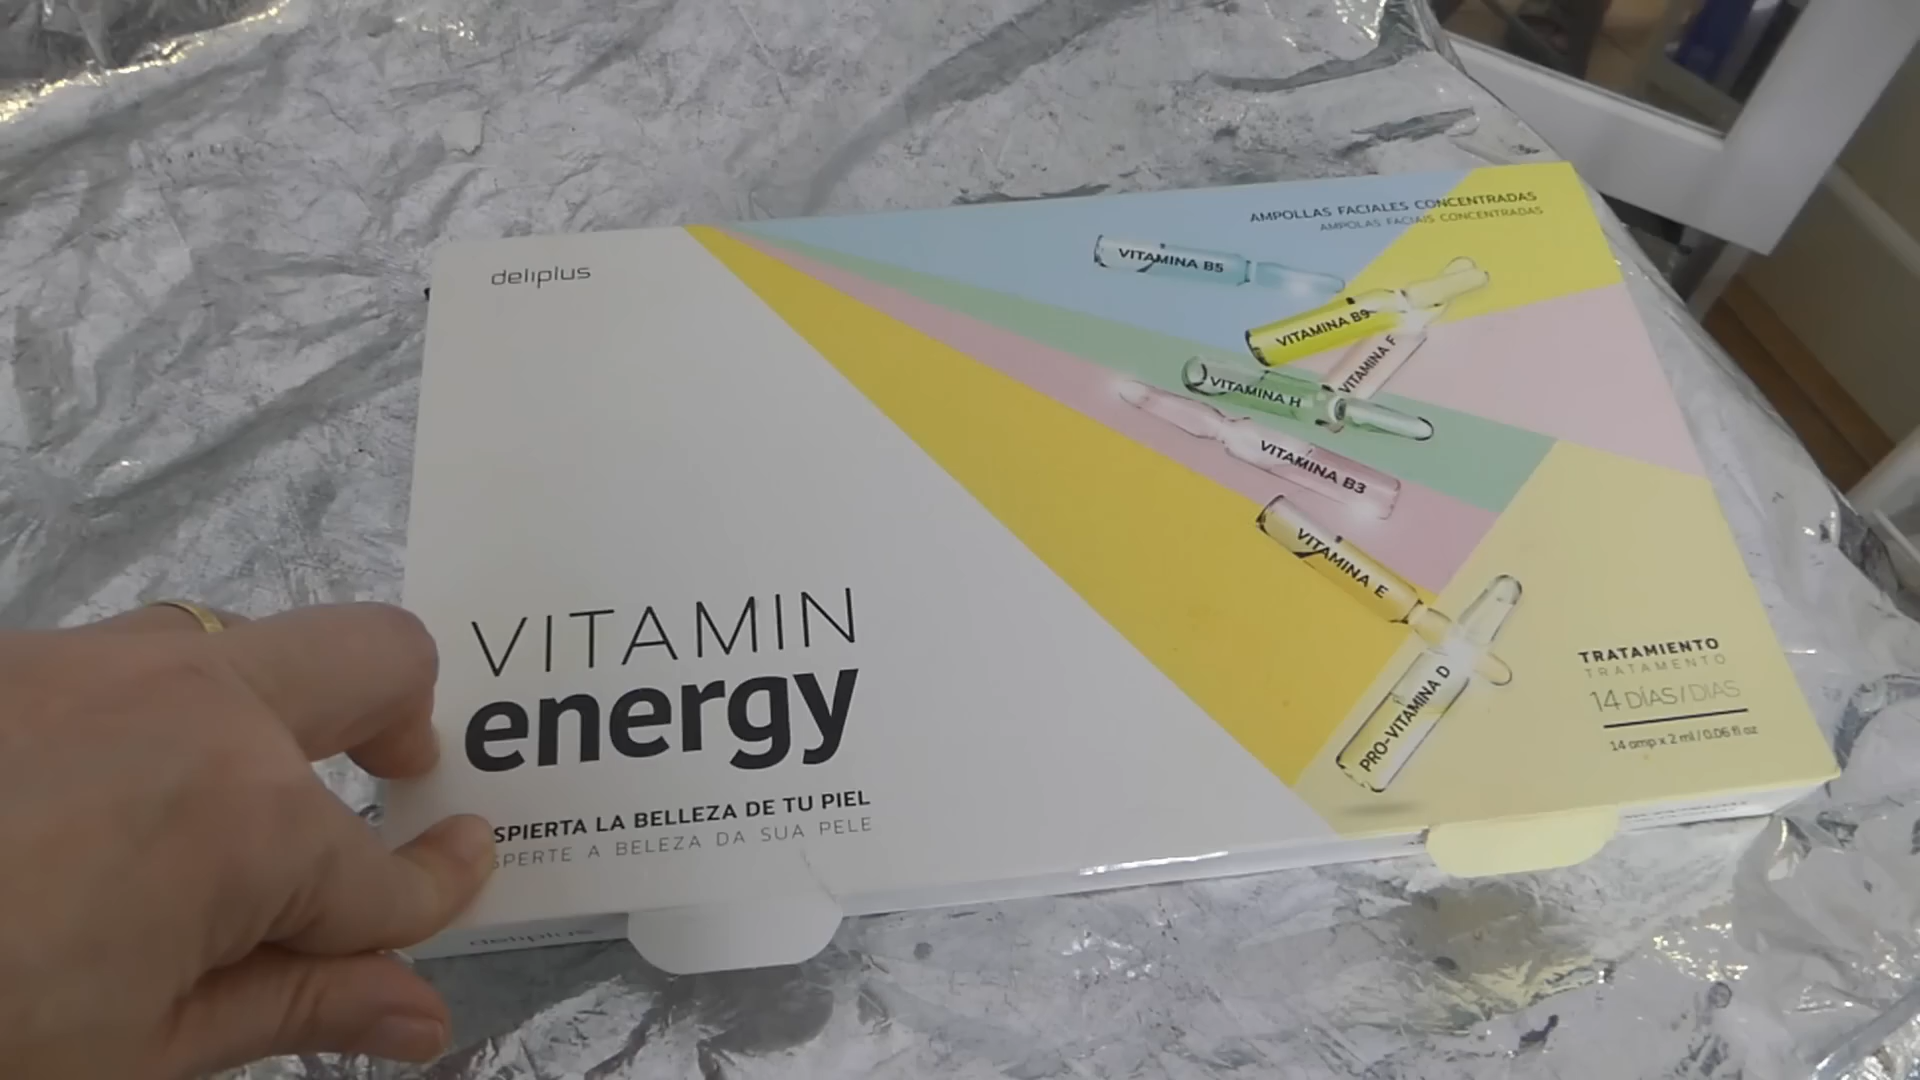 deliplus
AMPOLLAS FACIALES CONCENTRADAS
AMPOLAS FACIAIS CONCENTRADAS
VITAMINA B5
VITAMINA B9
VITAMINA F
VITAMINA H
VITAMINA B3
VITAMINA E
PRO-VITAMINA D
VITAMIN
energy
SPIERTA LA BELLEZA DE TU PIEL
SPERTE A BELEZA DA SUA PELE
TRATAMIENTO
TRATAMENTO
14 DÍAS/DIAS
14 amp x 2 ml / 0.06 fl oz
deliplus